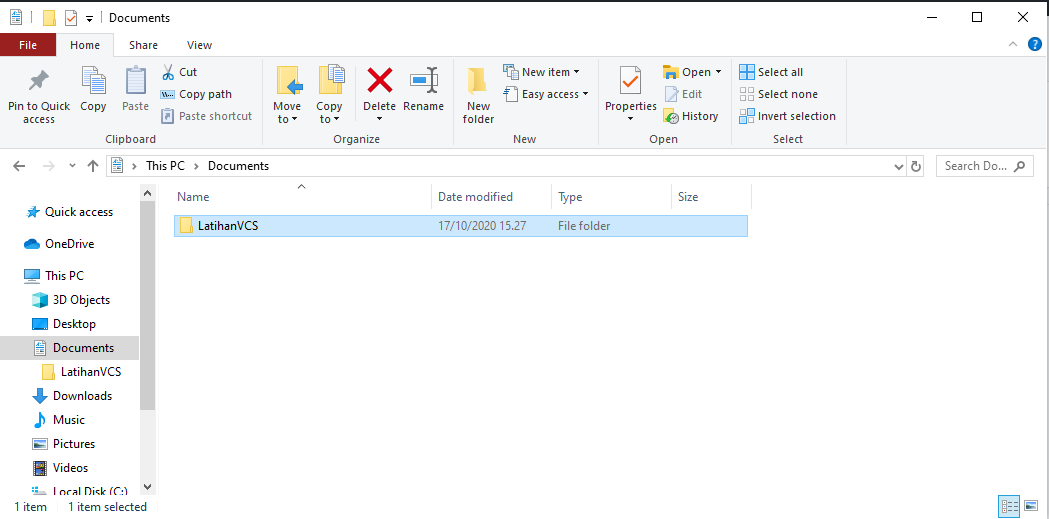 Documents
File Home Share View
Pin to Quick access
Copy
Paste
Cut
Copy path
Paste shortcut
Clipboard
Move to
Copy to
Delete
Rename
Organize
New folder
New item
Easy access
New
Properties
Open
Edit
History
Open
Select all
Select none
Invert selection
Select
This PC > Documents
Search Do...
Name Date modified Type Size
LatihanVCS 17/10/2020 15.27 File folder
Quick access
OneDrive
This PC
3D Objects
Desktop
Documents
LatihanVCS
Downloads
Music
Pictures
Videos
Local Disk (C:)
1 item 1 item selected